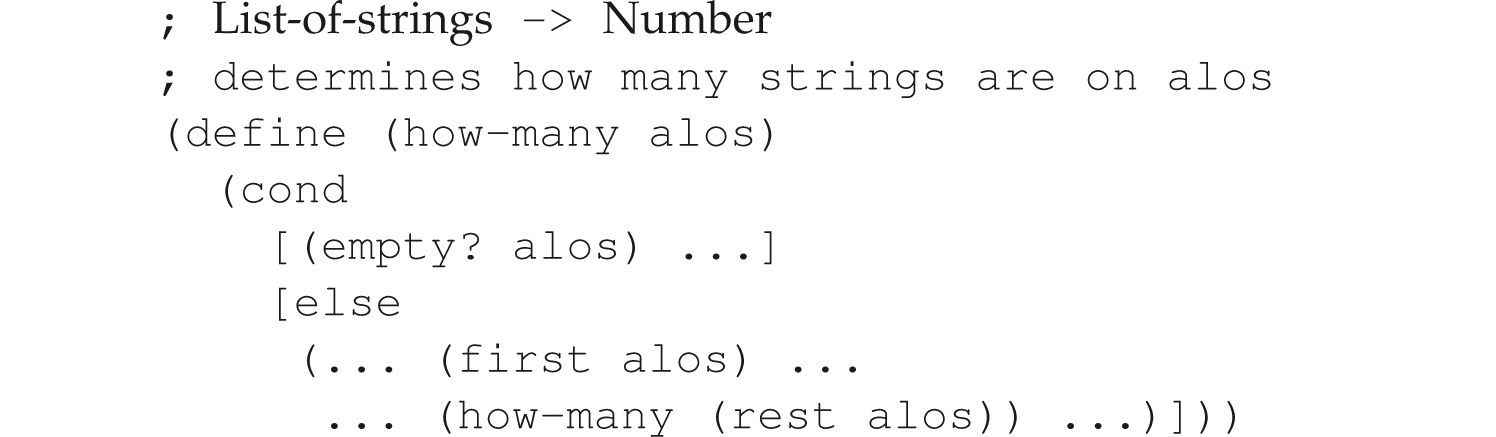 ; List-of-strings -> Number
; determines how many strings are on alos
(define (how-many alos)
  (cond
    [(empty? alos) ...]
    [else
     (... (first alos) ...
      ... (how-many (rest alos)) ...)]))